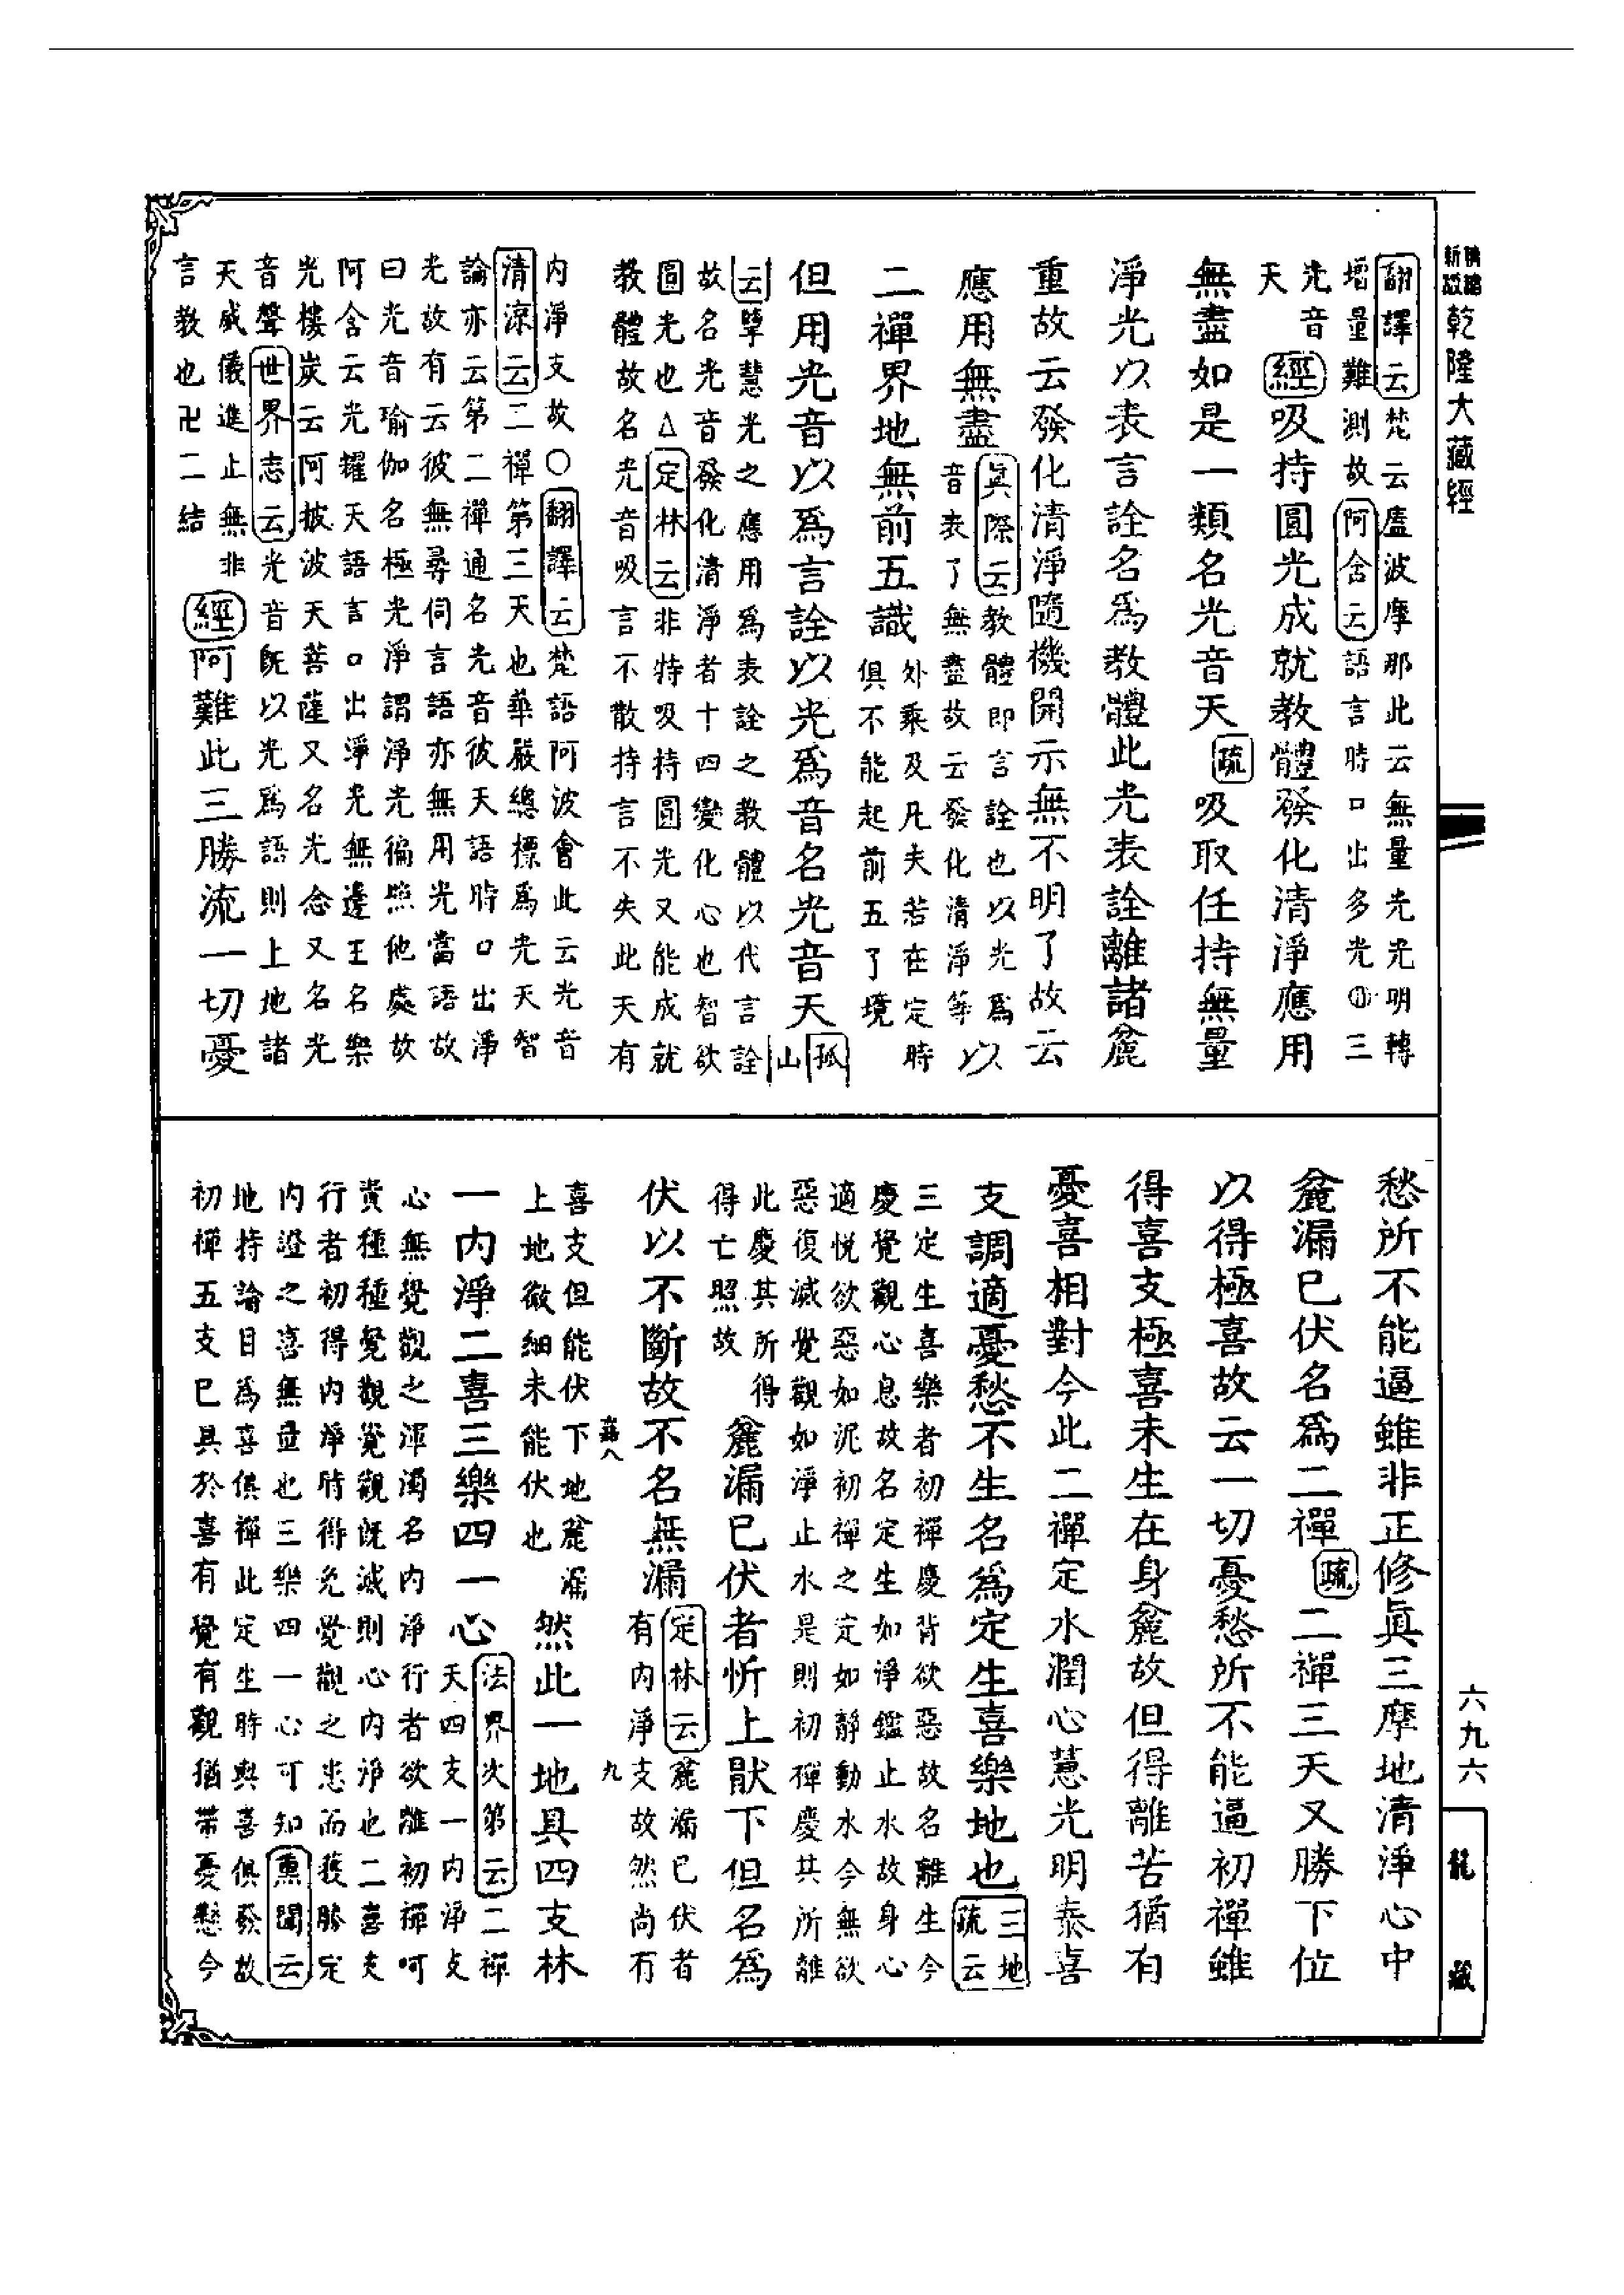 乾隆大藏經
翻譯云梵云盧波摩那此云無量光光明轉
增量難測故阿含云語言時口出多光三
光音
天
經吸持圓光成就教體發化清淨應用
無盡如是一類名光音天疏吸取任持無量
淨光以表言詮名爲教體此光表詮離諸麄
重故云發化清淨隨機開示無不明了故云
應用無盡
真際云教體即言詮也以光爲
音表了無盡故云發化清淨等
以
二禪界地無前五識
外乘及凡夫若在定時
俱不能起前五了境
但用光音以爲言詮以光爲音名光音天
孤
山
云擧慧光之應用爲表詮之教體以代言詮
故名光音發化清淨者十四變化心也智欲
圓光也△定林云非特吸持圓光又能成就
教體故名光音吸言不散持言不失此天有
內淨支故○翻譯云梵語阿波會此云光音
清涼云二禪第三天也華嚴總標爲光天智
論亦云第二禪通名光音彼天語時口出淨
光故有云彼無尋伺言語亦無用光當語故
曰光音瑜伽名極光淨謂淨光徧照他處故
阿含云光耀天語言口出淨光無邊王名樂
光樓炭云阿披波天菩薩又名光念又名光
音聲世界志云光音旣以光爲語則上地諸
天威儀進止無非
言教也卍二結
經阿難此三勝流一切憂
愁所不能逼雖非正修眞三摩地清淨心中
麄漏已伏名爲二禪疏二禪三天又勝下位
以得極喜故云一切憂愁所不能逼初禪雖
得喜支極喜未生在身麄故但得離苦猶有
憂喜相對今此二禪定水潤心慧光明泰喜
支調適憂愁不生名爲定生喜樂地也
三地
疏云
三定生喜樂者初禪慶背欲惡故名離生今
慶覺觀心息故名定生如淨鑑止水故身心
適悅欲惡如泥初禪之定如靜動水今無欲
惡復滅覺觀如淨止水是則初禪慶其所離
此慶其所得
得亡照故
麄漏已伏者忻上猒下但名爲
伏以不斷故不名無漏
定林云麄漏已伏者
有內淨支故然尚有
九
喜支但能伏下地麄漏
上地微細未能伏也
然此一地具四支林
一內淨二喜三樂四一心
法界次第云二禪
天四支一內淨支
心無覺觀之渾濁名內淨行者欲離初禪呵
責種種覺觀覺觀旣滅則心內淨也二喜支
行者初得內淨時得免覺觀之患而獲勝定
內證之喜無量也三樂四一心可知熏聞云
地持論目爲喜俱禪此定生時與喜俱發故
初禪五支已具於喜有覺有觀猶帶憂懸今
六九六
龍藏